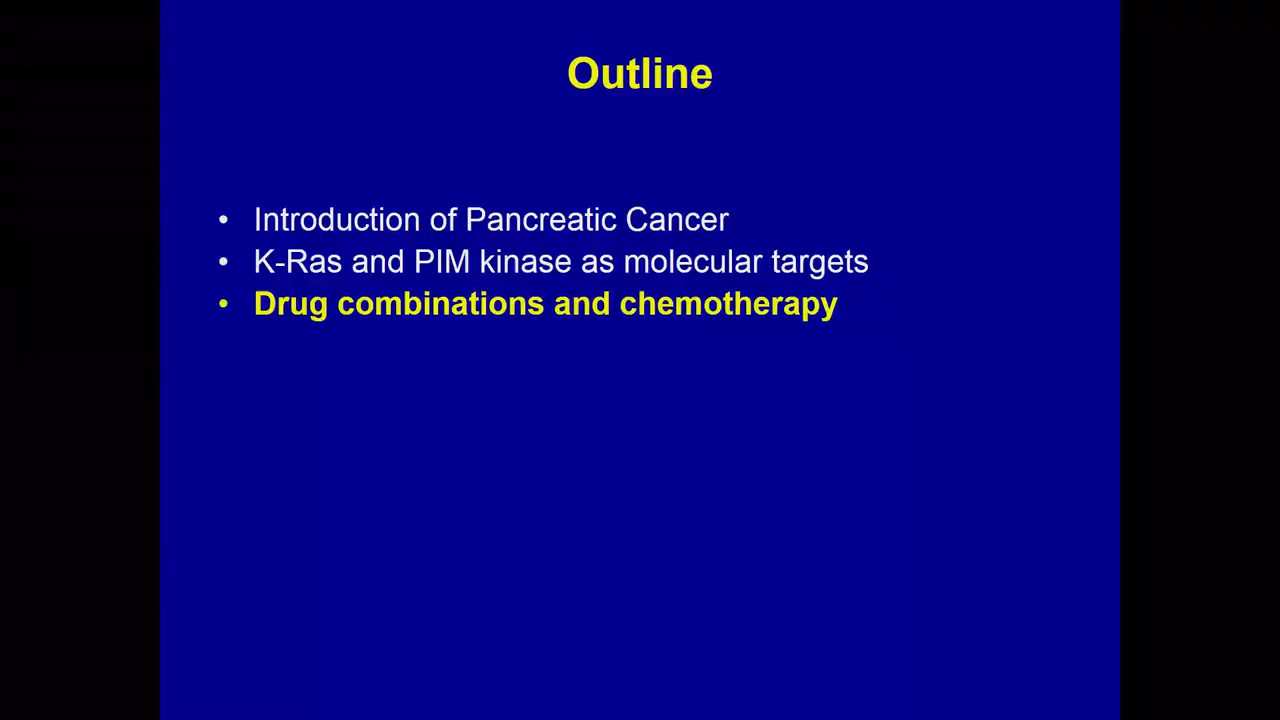 Outline
• Introduction of Pancreatic Cancer
• K-Ras and PIM kinase as molecular targets
• Drug combinations and chemotherapy